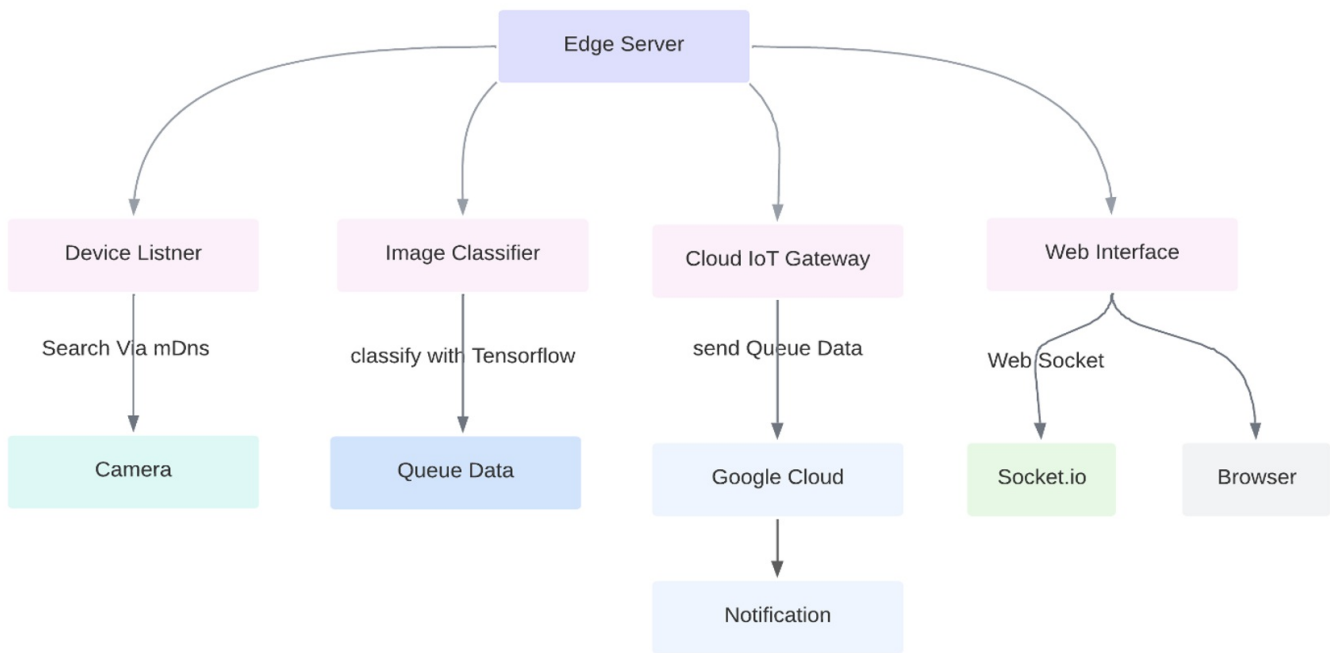 Edge Server
Device Listner
Image Classifier
Cloud IoT Gateway
Web Interface
Search Via mDns
classify with Tensorflow
send Queue Data
Web Socket
Camera
Queue Data
Google Cloud
Socket.io
Browser
Notification